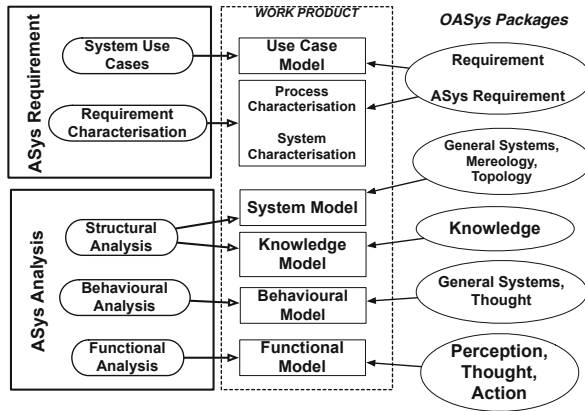 WORK PRODUCT
OASys Packages
ASys Requirement
System Use
Cases
Requirement
Characterisation
Use Case
Model
Process
Characterisation
System
Characterisation
Requirement
ASys Requirement
General Systems,
Mereology,
Topology
ASys Analysis
Structural
Analysis
Behavioural
Analysis
Functional
Analysis
System Model
Knowledge
Model
Behavioural
Model
Functional
Model
Knowledge
General Systems,
Thought
Perception,
Thought,
Action